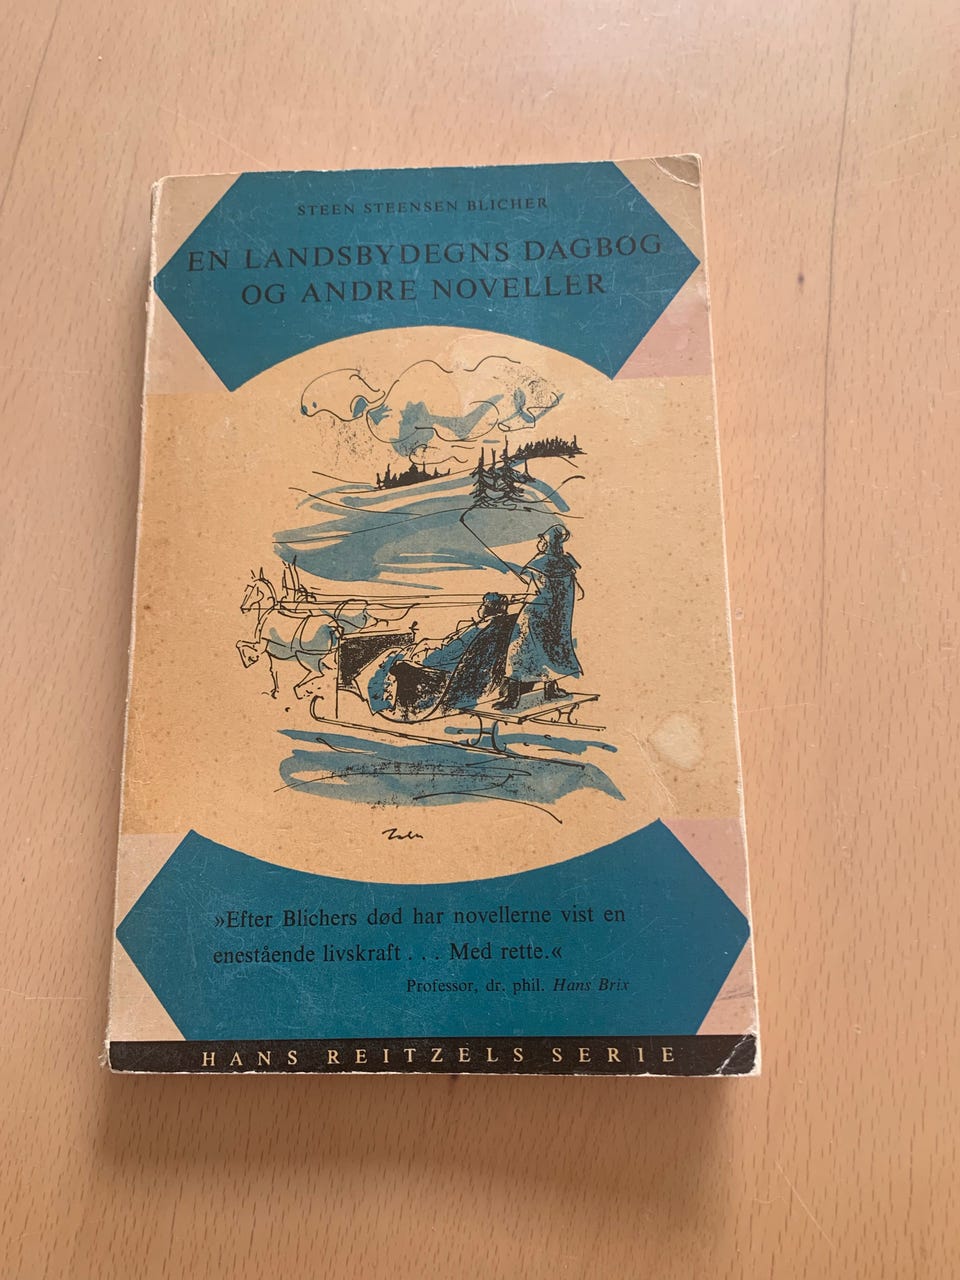 STEEN STEENSEN BLICHER
EN LANDSBYDEGNS DAGBOG
OG ANDRE NOVELLER
»Efter Blichers død har novellerne vist en
enestående livskraft . . . Med rette.«
Professor, dr. phil. Hans Brix
HANS REITZELS SERIE